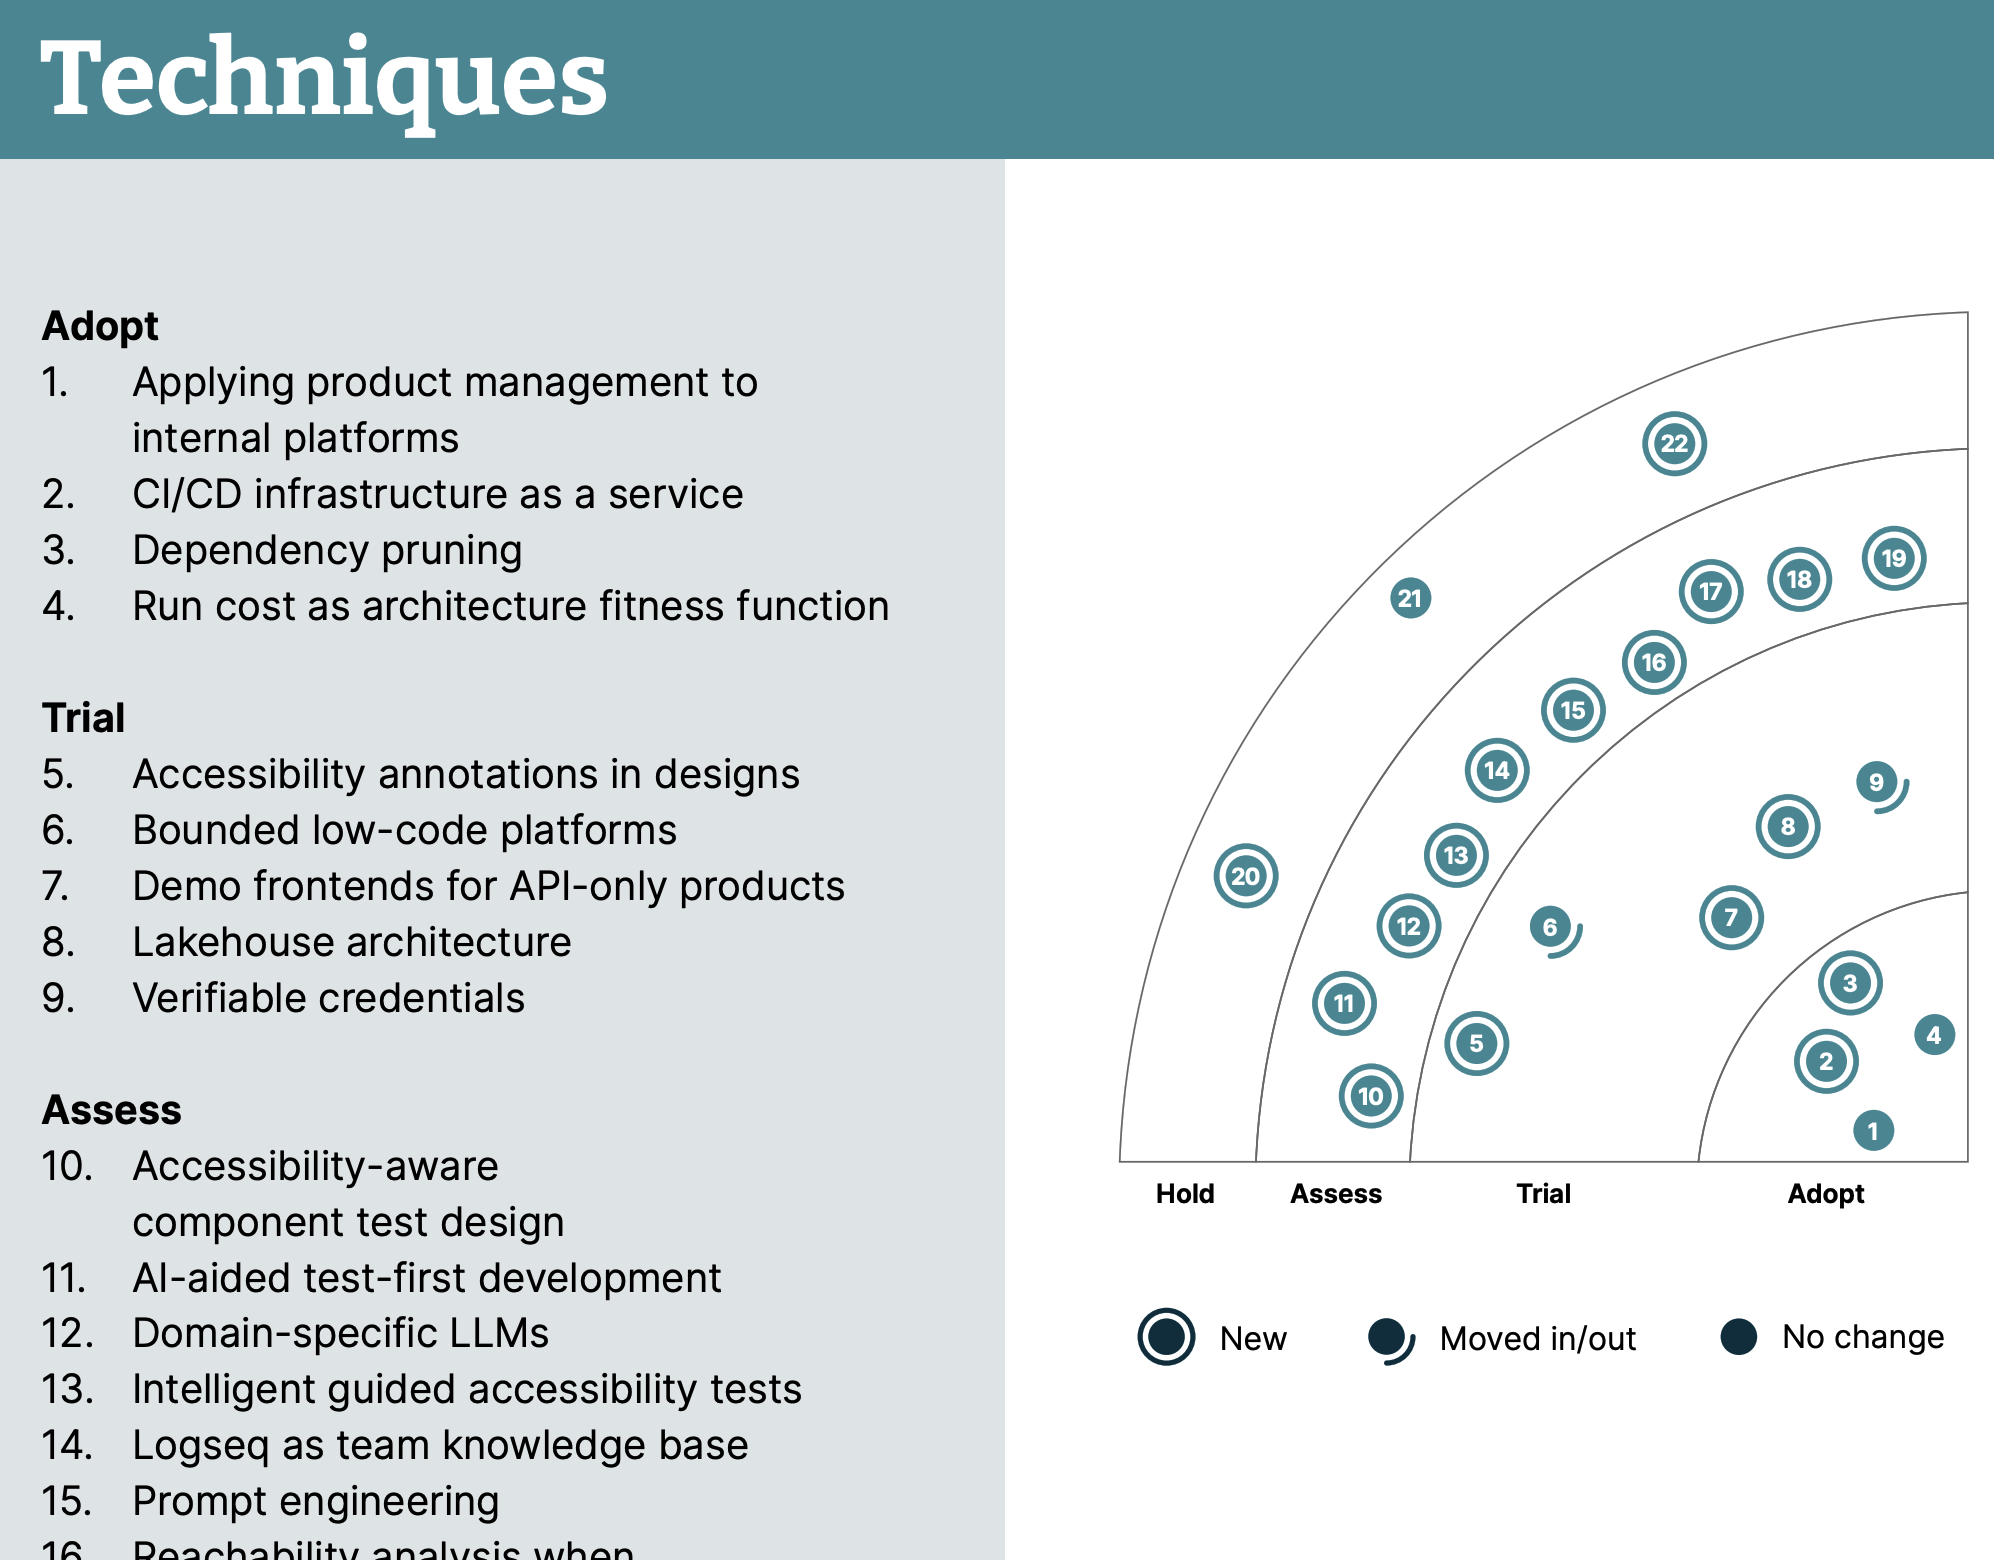 Techniques
Adopt
1. Applying product management to
internal platforms
2. CI/CD infrastructure as a service
3. Dependency pruning
4. Run cost as architecture fitness function
Trial
5. Accessibility annotations in designs
6. Bounded low-code platforms
7. Demo frontends for API-only products
8. Lakehouse architecture
9. Verifiable credentials
Assess
10. Accessibility-aware
component test design
11. AI-aided test-first development
12. Domain-specific LLMs
13. Intelligent guided accessibility tests
14. Logseq as team knowledge base
15. Prompt engineering
16. Reachability analysis when
22
19
18
17
21
16
15
14
9
8
13
20
7
12
6
3
11
4
5
2
10
1
Hold Assess Trial Adopt
New Moved in/out No change